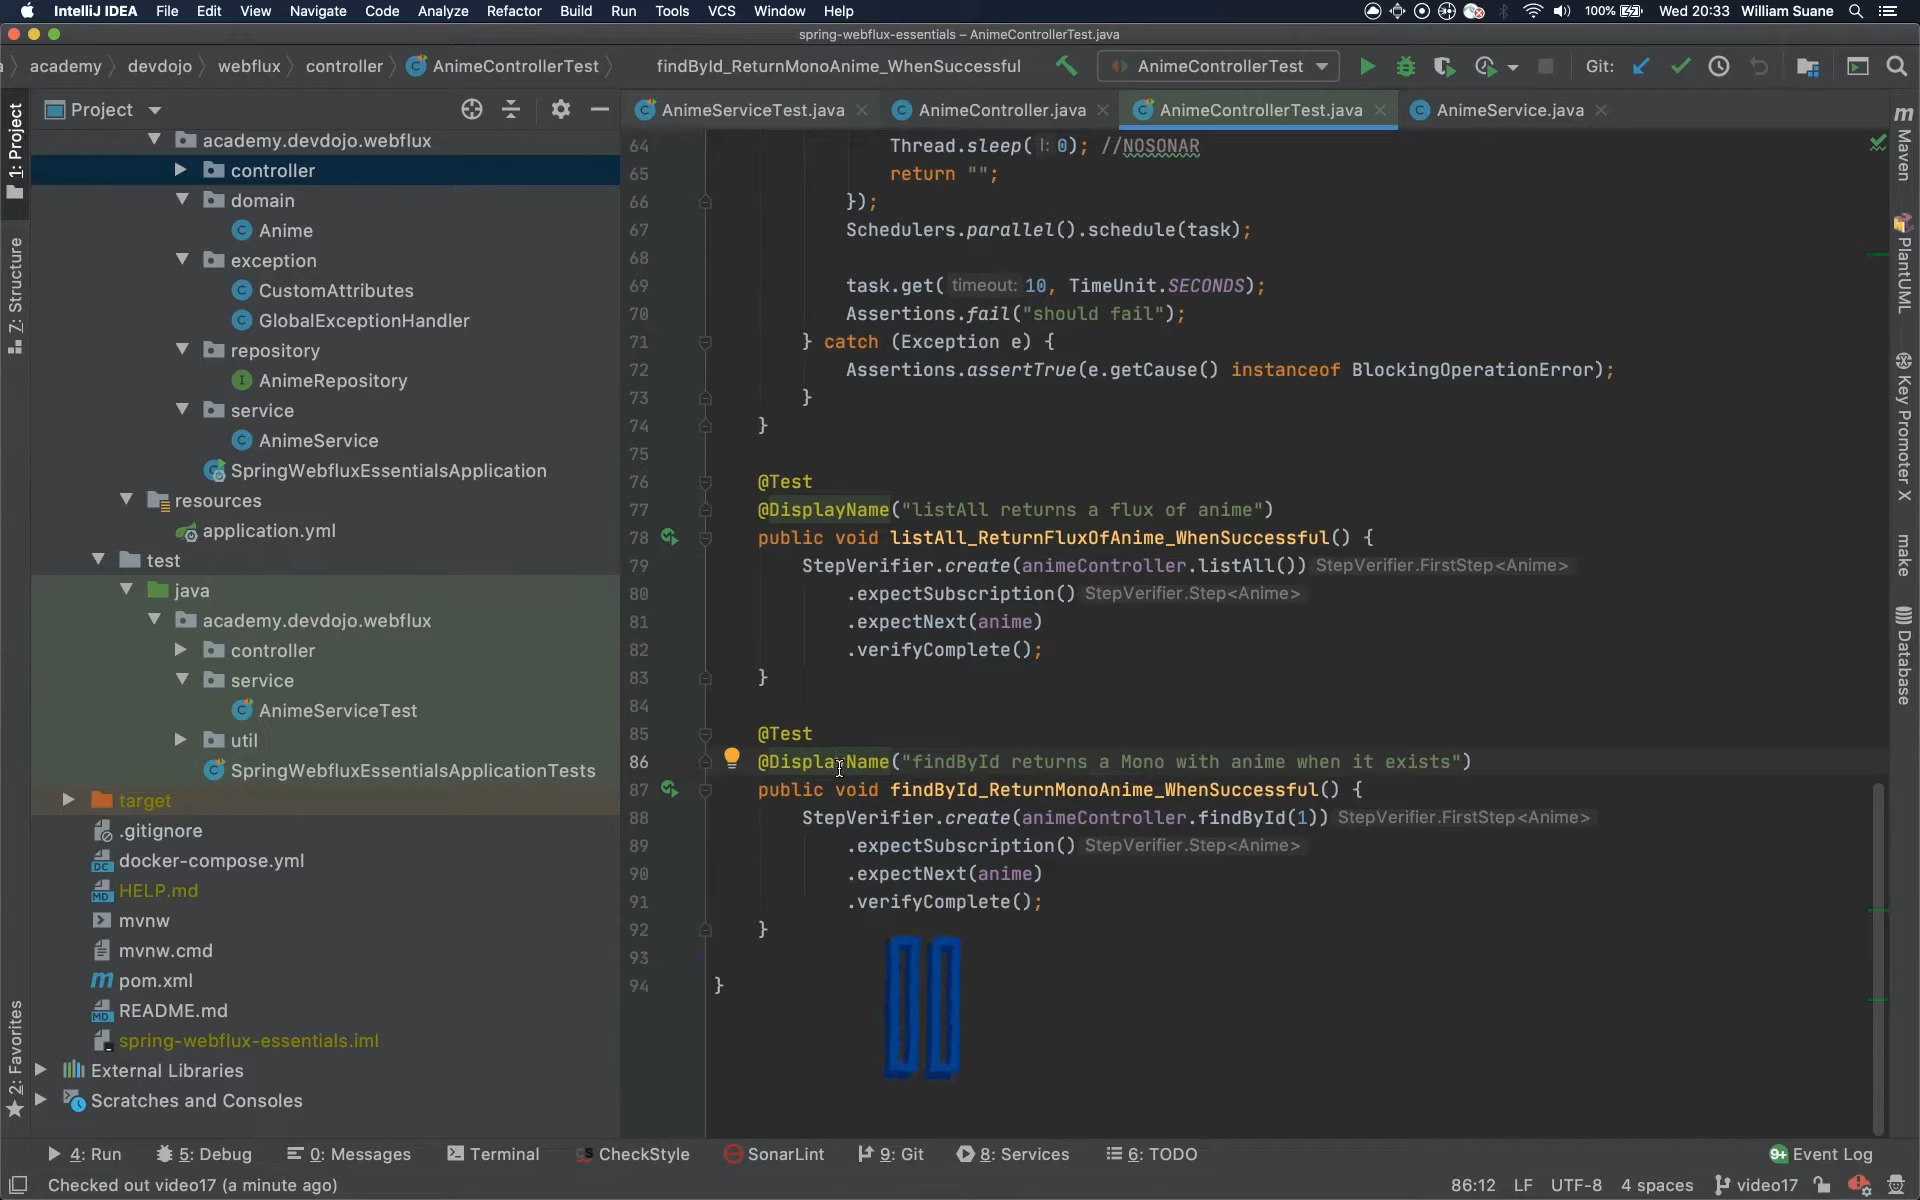 IntelliJ IDEA File Edit View Navigate Code Analyze Refactor Build Run Tools VCS Window Help 100% Wed 20:33 William Suane
spring-webflux-essentials – AnimeControllerTest.java
academy devdojo webflux controller AnimeControllerTest findById_ReturnMonoAnime_WhenSuccessful AnimeControllerTest Git:
Project
AnimeServiceTest.java AnimeController.java AnimeControllerTest.java AnimeService.java
1: Project
Z: Structure
2: Favorites
academy.devdojo.webflux
controller
domain
Anime
exception
CustomAttributes
GlobalExceptionHandler
repository
AnimeRepository
service
AnimeService
SpringWebfluxEssentialsApplication
resources
application.yml
test
java
academy.devdojo.webflux
controller
service
AnimeServiceTest
util
SpringWebfluxEssentialsApplicationTests
target
.gitignore
docker-compose.yml
HELP.md
mvnw
mvnw.cmd
pom.xml
README.md
spring-webflux-essentials.iml
External Libraries
Scratches and Consoles
64 Thread.sleep( l: 0); //NOSONAR
65 return "";
66 });
67 Schedulers.parallel().schedule(task);
68
69 task.get( timeout: 10, TimeUnit.SECONDS);
70 Assertions.fail("should fail");
71 } catch (Exception e) {
72 Assertions.assertTrue(e.getCause() instanceof BlockingOperationError);
73 }
74 }
75
76 @Test
77 @DisplayName("listAll returns a flux of anime")
78 public void listAll_ReturnFluxOfAnime_WhenSuccessful() {
79 StepVerifier.create(animeController.listAll()) StepVerifier.FirstStep<Anime>
80 .expectSubscription() StepVerifier.Step<Anime>
81 .expectNext(anime)
82 .verifyComplete();
83 }
84
85 @Test
86 @DisplayName("findById returns a Mono with anime when it exists")
87 public void findById_ReturnMonoAnime_WhenSuccessful() {
88 StepVerifier.create(animeController.findById(1)) StepVerifier.FirstStep<Anime>
89 .expectSubscription() StepVerifier.Step<Anime>
90 .expectNext(anime)
91 .verifyComplete();
92 }
93
94 }
Maven
PlantUML
Key Promoter X
make
Database
4: Run 5: Debug 0: Messages Terminal CheckStyle SonarLint 9: Git 8: Services 6: TODO 9+ Event Log
Checked out video17 (a minute ago) 86:12 LF UTF-8 4 spaces video17